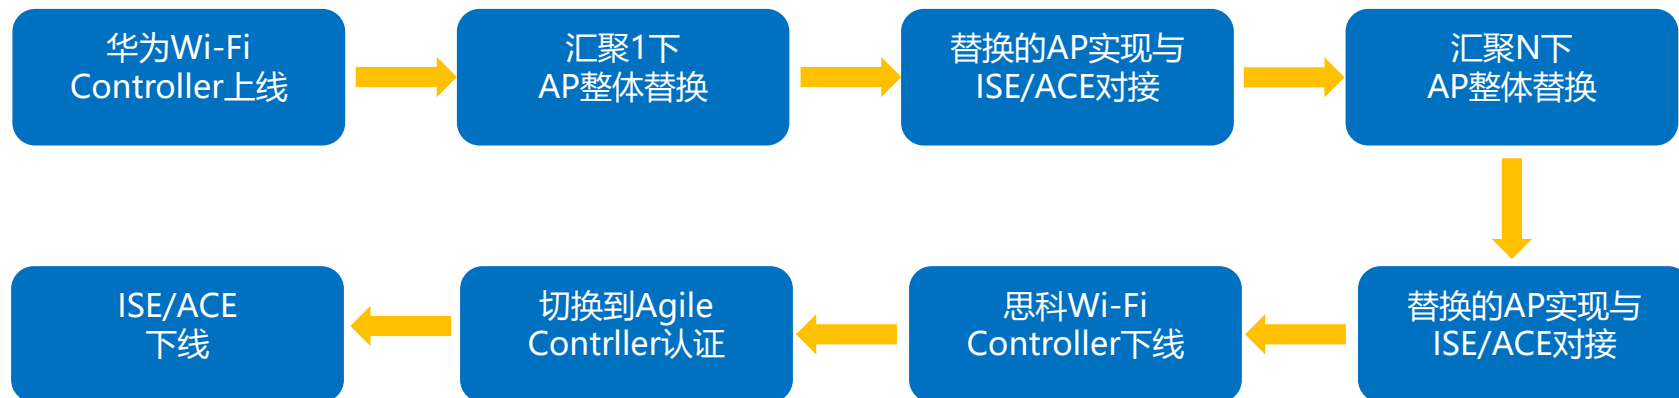 华为Wi-Fi
Controller上线
汇聚1下
AP整体替换
替换的AP实现与
ISE/ACE对接
汇聚N下
AP整体替换
替换的AP实现与
ISE/ACE对接
思科Wi-Fi
Controller下线
切换到Agile
Contrller认证
ISE/ACE
下线